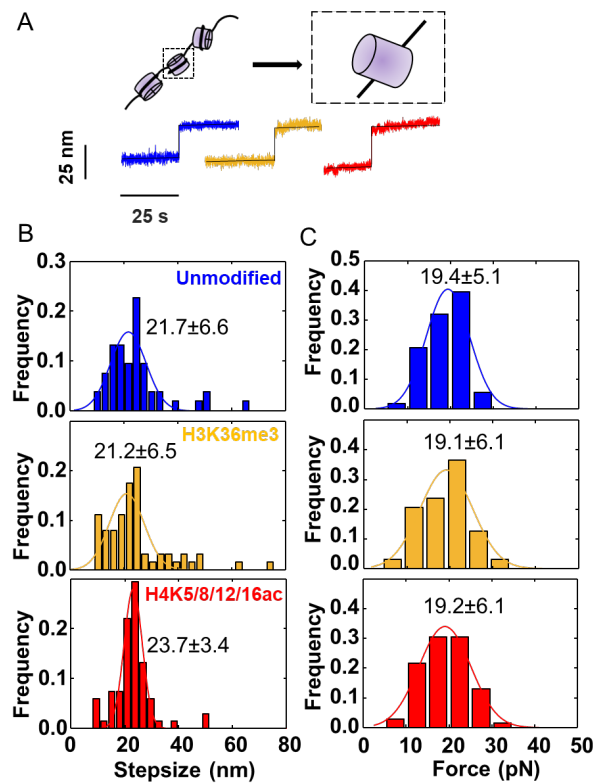 A
25 nm
25 s
B
C
Frequency
0.3
0.2
0.1
0.0
Unmodified
21.7±6.6
Frequency
0.5
0.4
0.3
0.2
0.1
0.0
19.4±5.1
Frequency
0.2
0.1
0.0
H3K36me3
21.2±6.5
Frequency
0.4
0.3
0.2
0.1
0.0
19.1±6.1
Frequency
0.2
0.1
0.0
H4K5/8/12/16ac
23.7±3.4
0 20 40 60 80
Stepsize (nm)
Frequency
0.4
0.3
0.2
0.1
0.0
19.2±6.1
0 10 20 30 40 50
Force (pN)